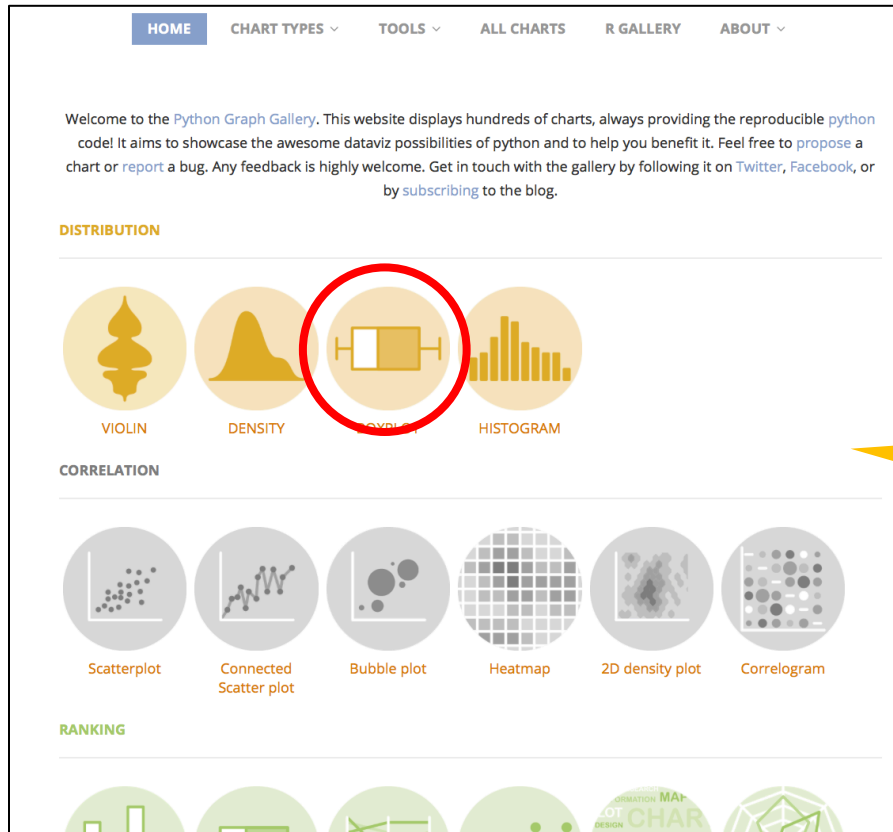 HOME CHART TYPES TOOLS ALL CHARTS R GALLERY ABOUT
Welcome to the Python Graph Gallery. This website displays hundreds of charts, always providing the reproducible python
code! It aims to showcase the awesome dataviz possibilities of python and to help you benefit it. Feel free to propose a
chart or report a bug. Any feedback is highly welcome. Get in touch with the gallery by following it on Twitter, Facebook, or
by subscribing to the blog.
DISTRIBUTION
VIOLIN DENSITY BOXPLOT HISTOGRAM
CORRELATION
Scatterplot Connected Bubble plot Heatmap 2D density plot Correlogram
Scatter plot
RANKING
MAP
DESIGN CHAR